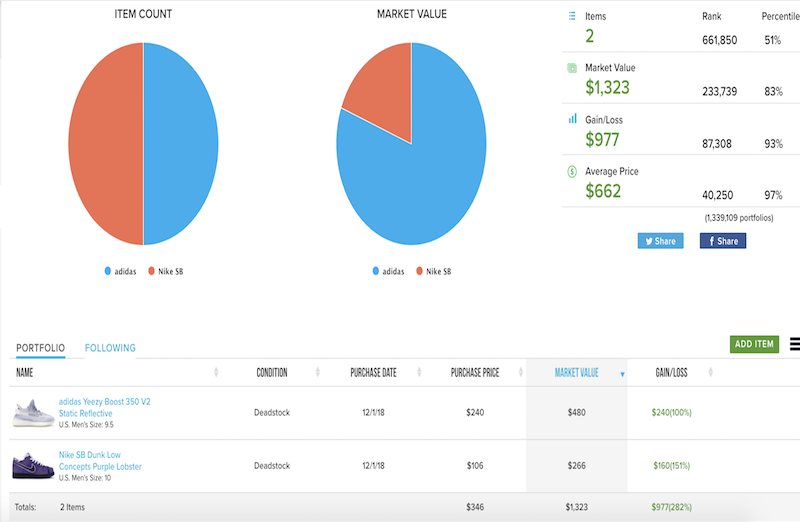 ITEM COUNT
MARKET VALUE
adidas Nike SB
adidas Nike SB
Items Rank Percentile
2 661,850 51%
Market Value
$1,323 233,739 83%
Gain/Loss
$977 87,308 93%
Average Price
$662 40,250 97%
(1,339,109 portfolios)
Share Share
PORTFOLIO FOLLOWING
ADD ITEM
NAME CONDITION PURCHASE DATE PURCHASE PRICE MARKET VALUE GAIN/LOSS
adidas Yeezy Boost 350 V2
Static Reflective
U.S. Men's Size: 9.5
Deadstock 12/1/18 $240 $480 $240(100%)
Nike SB Dunk Low
Concepts Purple Lobster
U.S. Men's Size: 10
Deadstock 12/1/18 $106 $266 $160(151%)
Totals: 2 Items $346 $1,323 $977(282%)